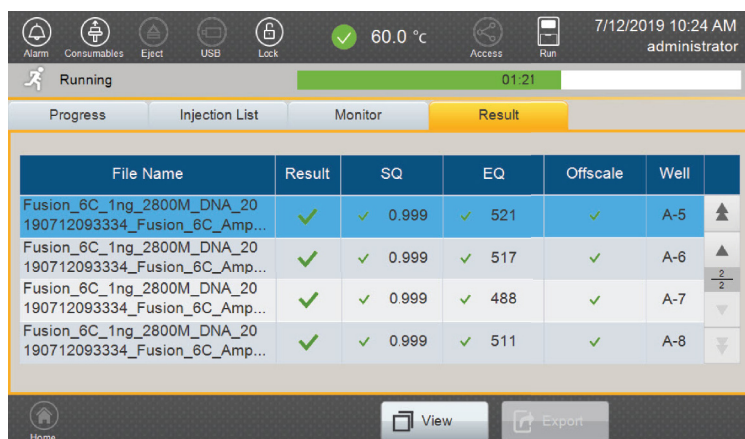 7/12/2019 10:24 AM
60.0 °c
Alarm Consumables Eject USB Lock Access Run administrator
Running 01:21
Progress Injection List Monitor Result
File Name Result SQ EQ Offscale Well
Fusion_6C_1ng_2800M_DNA_20
190712093334_Fusion_6C_Amp... 0.999 521 A-5
Fusion_6C_1ng_2800M_DNA_20
190712093334_Fusion_6C_Amp... 0.999 517 A-6
2
2
Fusion_6C_1ng_2800M_DNA_20
190712093334_Fusion_6C_Amp... 0.999 488 A-7
Fusion_6C_1ng_2800M_DNA_20
190712093334_Fusion_6C_Amp... 0.999 511 A-8
View Export
Home